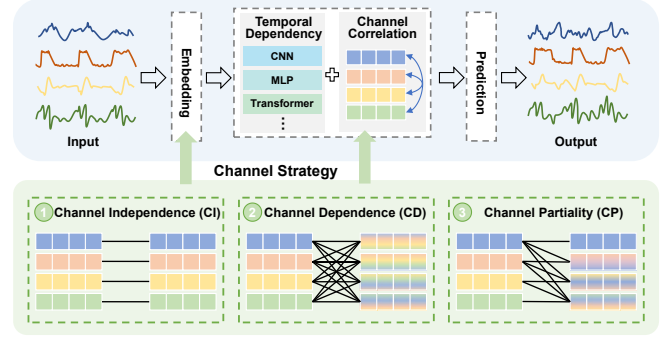 Temporal
Dependency
Channel
Correlation
CNN
MLP
Transformer
Embedding
Prediction
Input
Output
Channel Strategy
1 Channel Independence (CI)
2 Channel Dependence (CD)
3 Channel Partiality (CP)